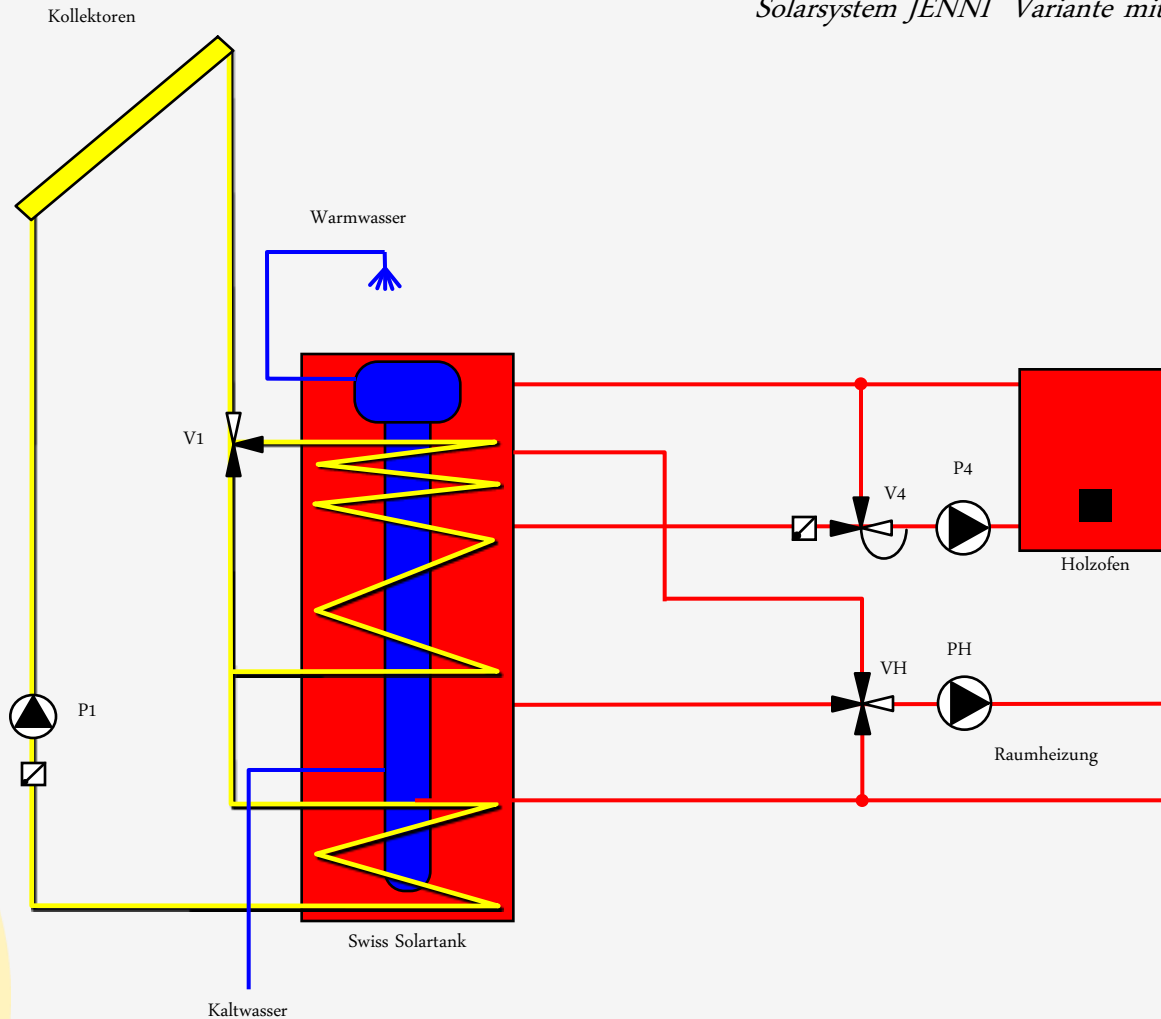 Kollektoren
Solarsystem JENNI Variante mit
Warmwasser
V1
P4
V4
Holzofen
PH
VH
P1
Raumheizung
Swiss Solartank
Kaltwasser